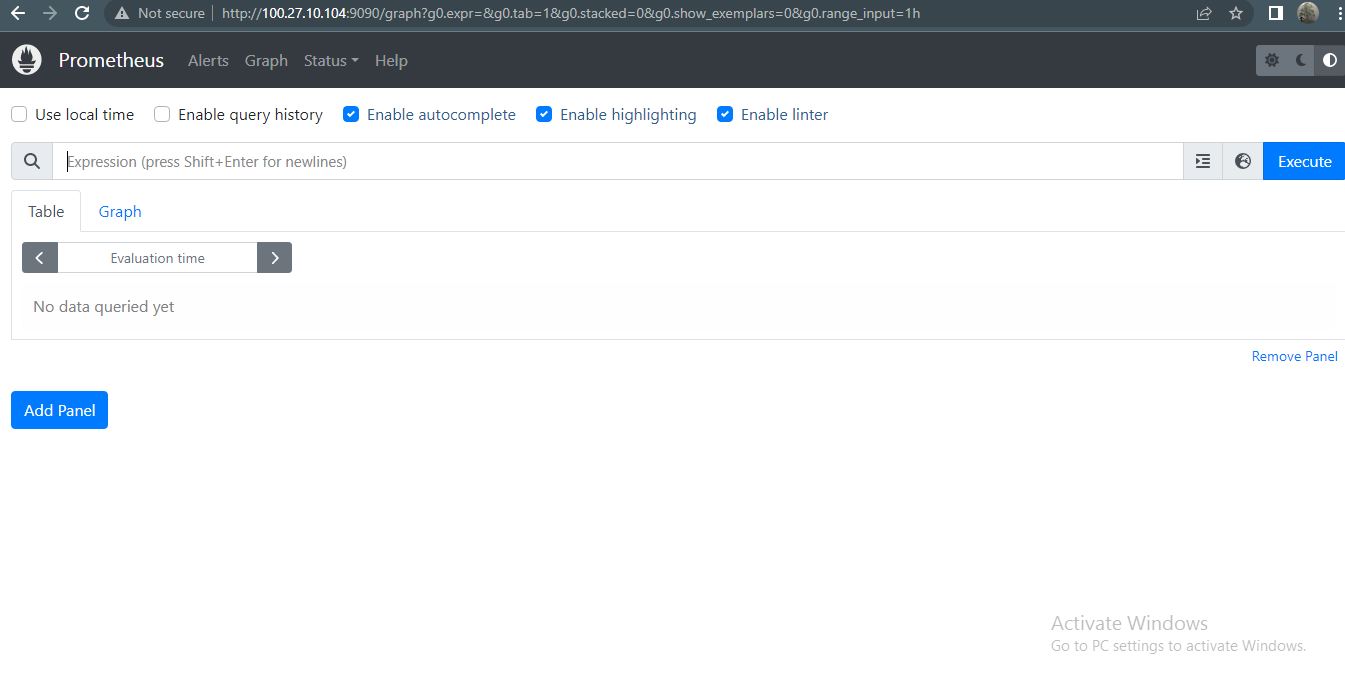 Not secure | http://100.27.10.104:9090/graph?g0.expr=&g0.tab=1&g0.stacked=0&g0.show_exemplars=0&g0.range_input=1h
Prometheus Alerts Graph Status Help
Use local time Enable query history Enable autocomplete Enable highlighting Enable linter
Expression (press Shift+Enter for newlines) Execute
Table Graph
Evaluation time
No data queried yet
Remove Panel
Add Panel
Activate Windows
Go to PC settings to activate Windows.